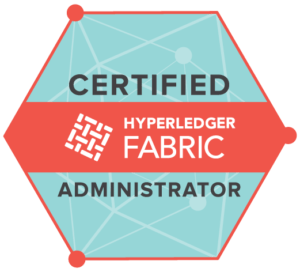 CERTIFIED
HYPERLEDGER
FABRIC
ADMINISTRATOR